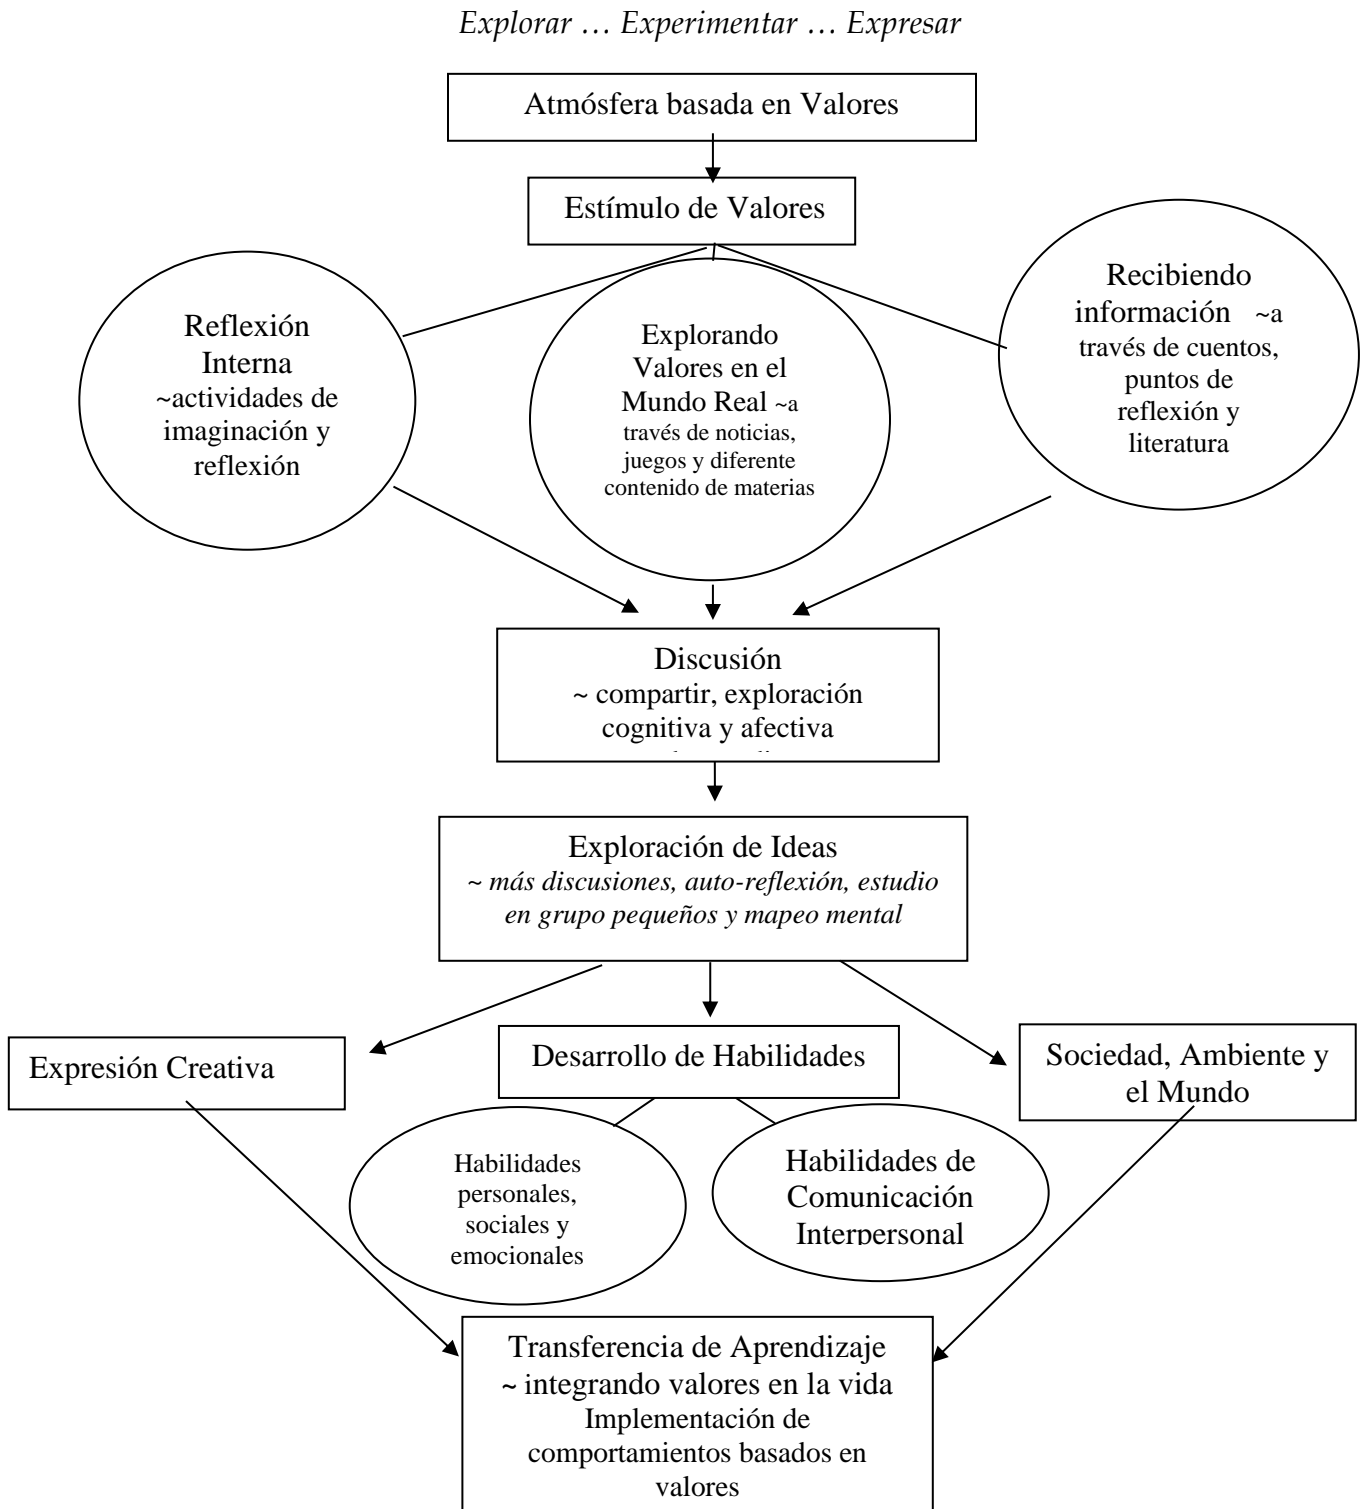 Explorar … Experimentar … Expresar
Atmósfera basada en Valores
Estímulo de Valores
Reflexión
Interna
~actividades de
imaginación y
reflexión
Explorando
Valores en el
Mundo Real ~a
través de noticias,
juegos y diferente
contenido de materias
Recibiendo
información ~a
través de cuentos,
puntos de
reflexión y
literatura
Discusión
~ compartir, exploración
cognitiva y afectiva
Exploración de Ideas
~ más discusiones, auto-reflexión, estudio
en grupo pequeños y mapeo mental
Expresión Creativa
Desarrollo de Habilidades
Sociedad, Ambiente y
el Mundo
Habilidades
personales,
sociales y
emocionales
Habilidades de
Comunicación
Interpersonal
Transferencia de Aprendizaje
~ integrando valores en la vida
Implementación de
comportamientos basados en
valores